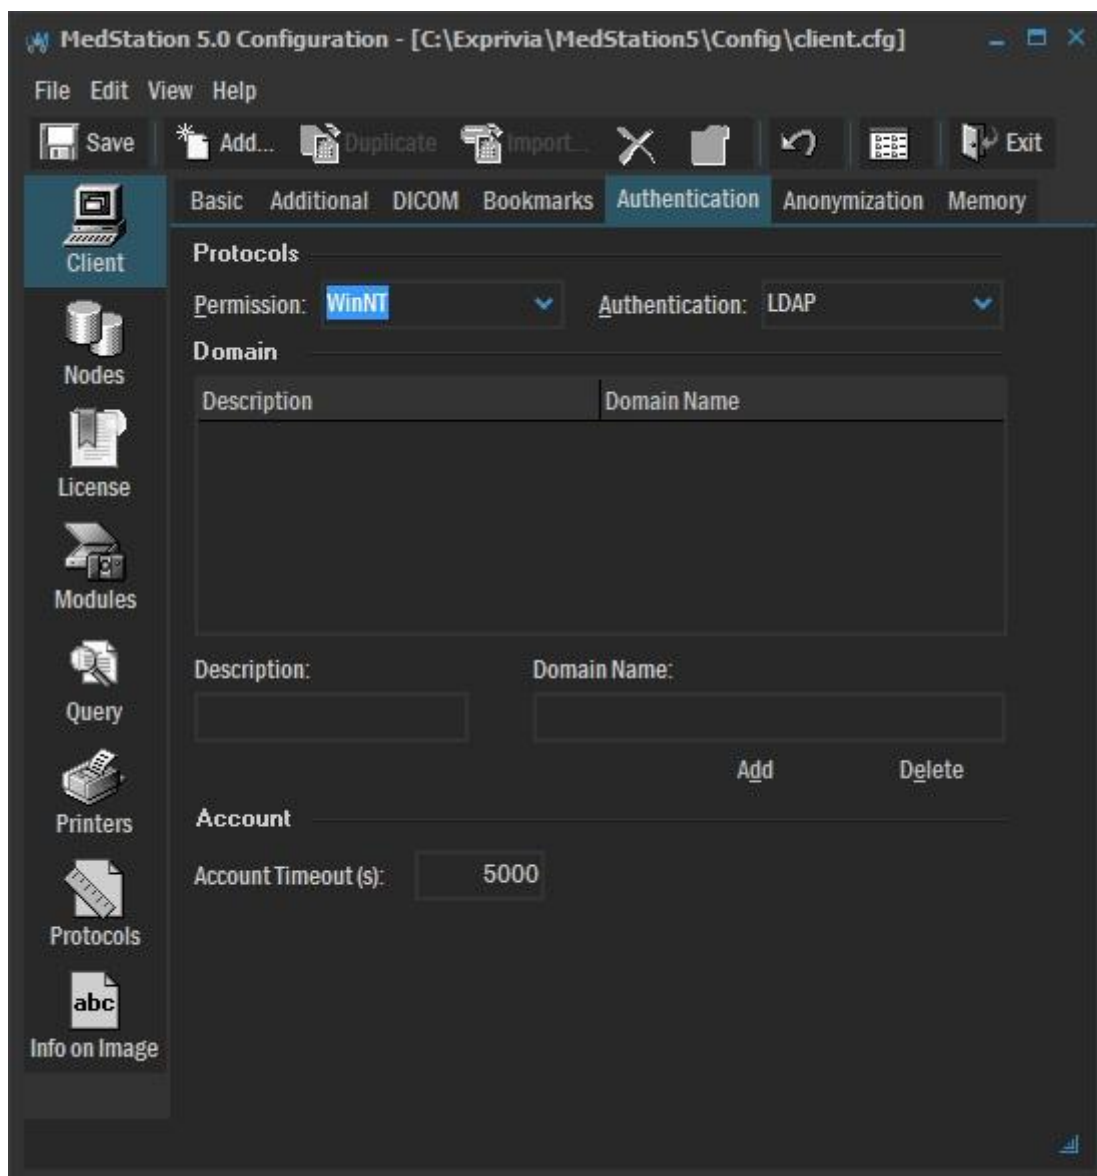 MedStation 5.0 Configuration - [C:\Exprivia\MedStation5\Config\client.cfg]
File Edit View Help
Save Add... Duplicate Import... Exit
Client
Nodes
License
Modules
Query
Printers
Protocols
abc
Info on Image
Basic Additional DICOM Bookmarks Authentication Anonymization Memory
Protocols
Permission: WinNT Authentication: LDAP
Domain
Description Domain Name
Description: Domain Name:
Add Delete
Account
Account Timeout (s): 5000